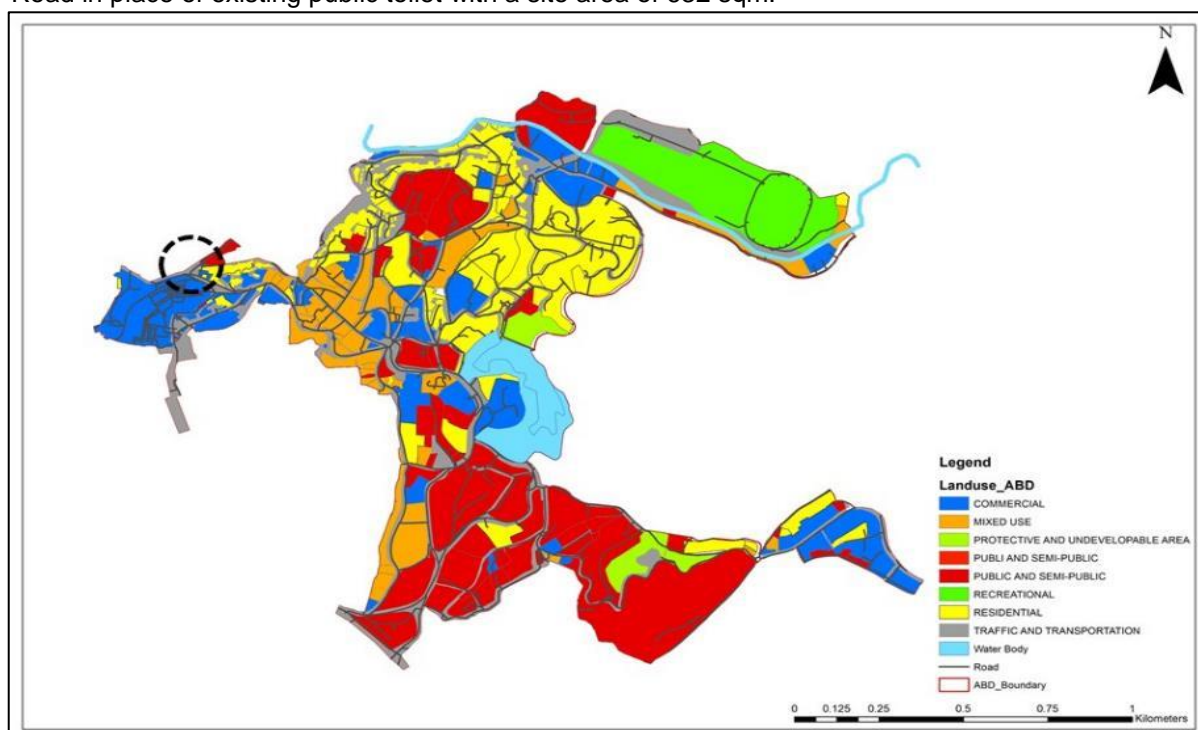 Road in place of existing public toilet with a site area of 682 sqm.
N
Legend
Landuse_ABD
COMMERCIAL
MIXED USE
PROTECTIVE AND UNDEVELOPABLE AREA
PUBLI AND SEMI-PUBLIC
PUBLIC AND SEMI-PUBLIC
RECREATIONAL
RESIDENTIAL
TRAFFIC AND TRANSPORTATION
Water Body
Road
ABD_Boundary
0 0.125 0.25 0.5 0.75 1
Kilometers